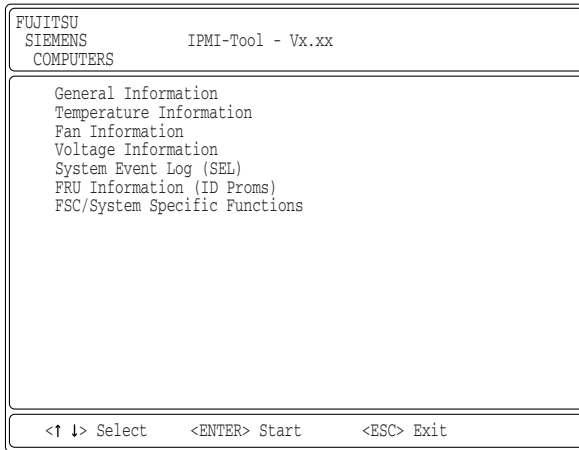 FUJITSU
SIEMENS IPMI-Tool - Vx.xx
COMPUTERS
General Information
Temperature Information
Fan Information
Voltage Information
System Event Log (SEL)
FRU Information (ID Proms)
FSC/System Specific Functions
<↑ ↓> Select <ENTER> Start <ESC> Exit